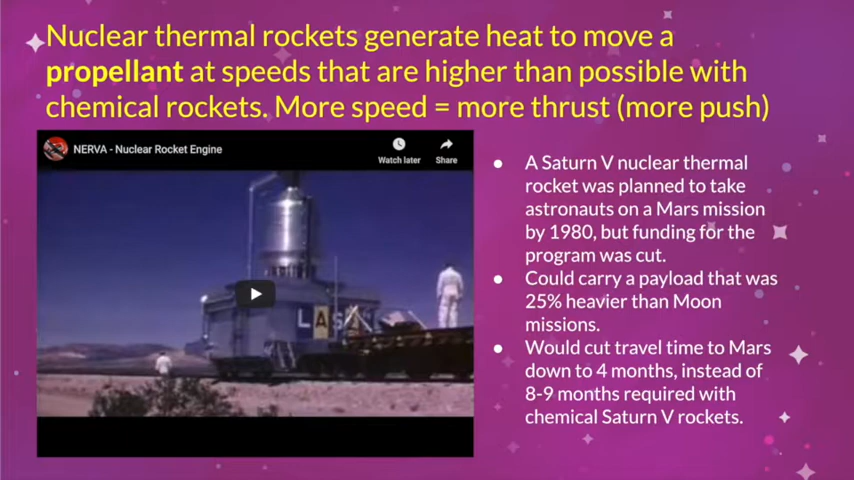 Nuclear thermal rockets generate heat to move a
propellant at speeds that are higher than possible with
chemical rockets. More speed = more thrust (more push)
NERVA - Nuclear Rocket Engine
Watch later
Share
LASL
● A Saturn V nuclear thermal
rocket was planned to take
astronauts on a Mars mission
by 1980, but funding for the
program was cut.
● Could carry a payload that was
25% heavier than Moon
missions.
● Would cut travel time to Mars
down to 4 months, instead of
8-9 months required with
chemical Saturn V rockets.